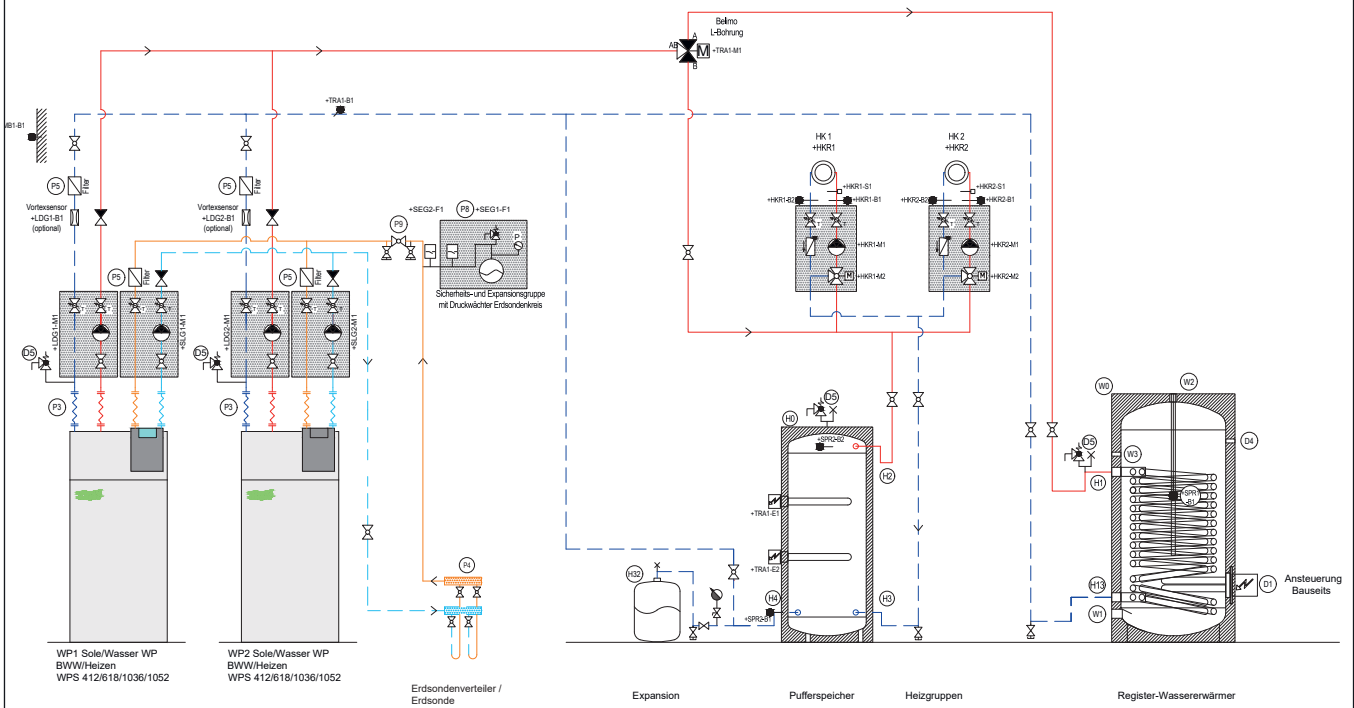 Belimo
L-Bohrung
A
AB
M
+TRA1-M1
B
+TRA1-B1
MB1-B1
HK 1
+HKR1
HK 2
+HKR2
P5
Filter
P5
Filter
+HKR1-S1
+HKR2-S1
+HKR1-B2
+HKR1-B1
+HKR2-B2
+HKR2-B1
Vortexsensor
+LDG1-B1
(optional)
Vortexsensor
+LDG2-B1
(optional)
+SEG2-F1
P8
+SEG1-F1
P9
P
T
T
T
T
+HKR1-M1
+HKR2-M1
P5
Filter
P5
Filter
M
+HKR1-M2
M
+HKR2-M2
Sicherheits-und Expansionsgruppe
mit Druckwächter Erdsondenkreis
T
T
T
T
T
T
T
T
+LDG1-M1
+SLG1-M1
+LDG2-M1
+SLG2-M1
D5
D5
P3
P3
W0
W2
D5
H0
+SPR2-B2
D5
W3
D4
H2
H1
+SPR1
-B1
+TRA1-E1
+TRA1-E2
P4
H32
H4
H3
H13
D1
Ansteuerung
Bauseits
+SPR2-B1
W1
WP1 Sole/Wasser WP
BWW/Heizen
WPS 412/618/1036/1052
WP2 Sole/Wasser WP
BWW/Heizen
WPS 412/618/1036/1052
Erdsondenverteiler /
Erdsonde
Expansion
Pufferspeicher
Heizgruppen
Register-Wassererwärmer